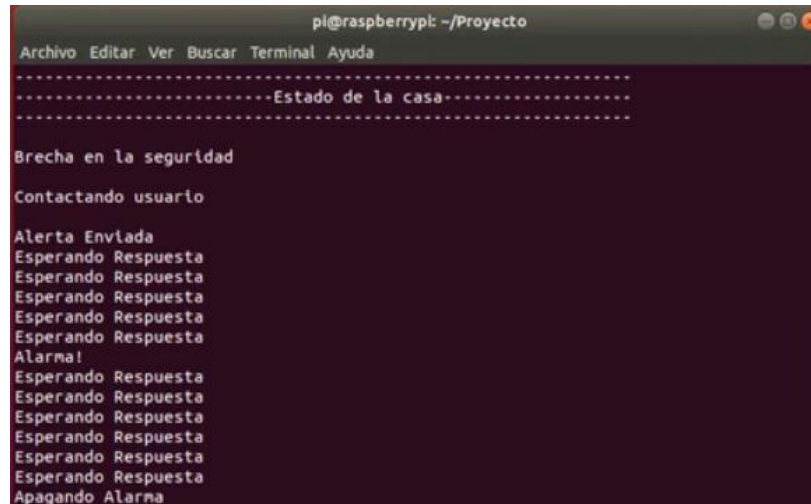 pi@raspberrypi: ~/Proyecto
Archivo Editar Ver Buscar Terminal Ayuda
--------------------------------------------------------------
--------------------------Estado de la casa-------------------
--------------------------------------------------------------
Brecha en la seguridad
Contactando usuario
Alerta Enviada
Esperando Respuesta
Esperando Respuesta
Esperando Respuesta
Esperando Respuesta
Esperando Respuesta
Alarma!
Esperando Respuesta
Esperando Respuesta
Esperando Respuesta
Esperando Respuesta
Esperando Respuesta
Esperando Respuesta
Apagando Alarma